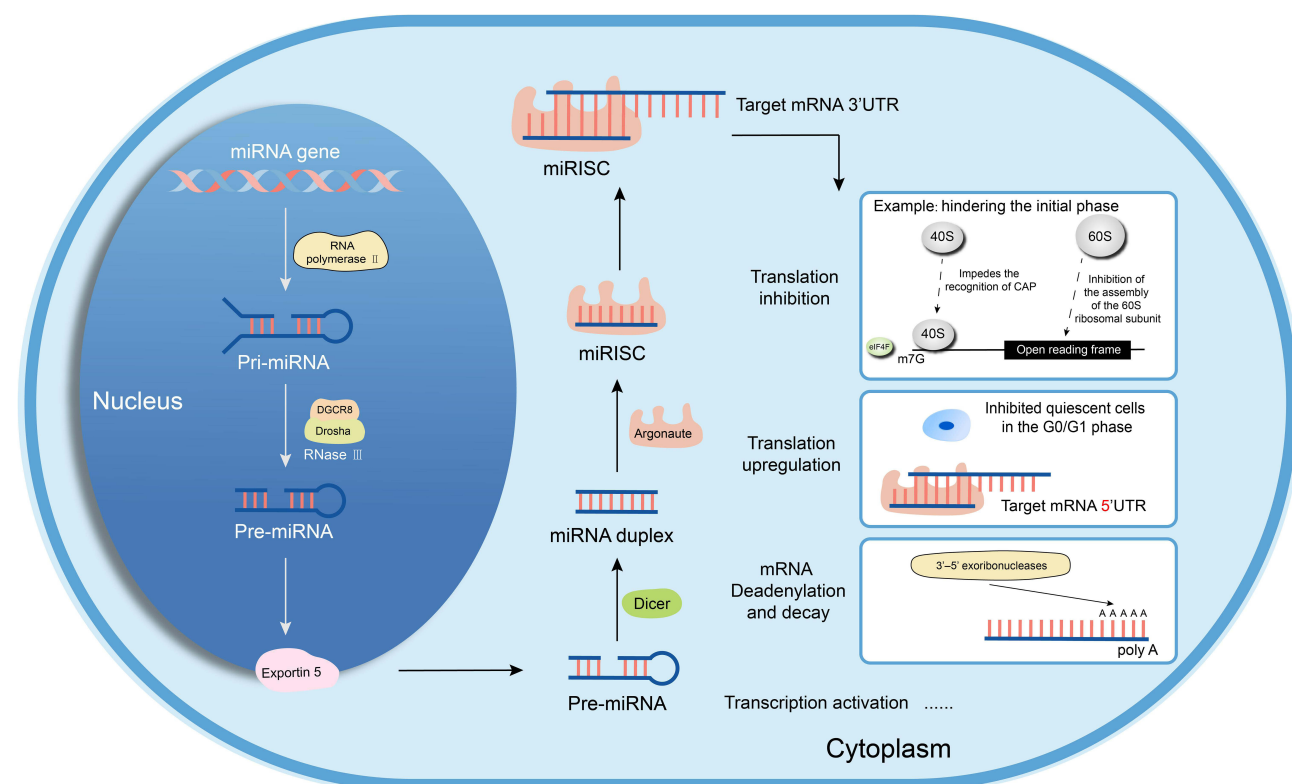 miRNA gene
RNA
polymerase Ⅱ
Pri-miRNA
Nucleus
DGCR8
Drosha
RNase Ⅲ
Pre-miRNA
Exportin 5
Pre-miRNA
Dicer
miRNA duplex
Argonaute
miRISC
miRISC
Target mRNA 3'UTR
Translation
inhibition
Example: hindering the initial phase
40S
60S
Impedes the
recognition of CAP
Inhibition of
the assembly
of the 60S
ribosomal subunit
40S
eIF4F
m7G
Open reading frame
Translation
upregulation
Inhibited quiescent cells
in the G0/G1 phase
Target mRNA 5'UTR
mRNA
Deadenylation
and decay
3'–5' exoribonucleases
A A A A A
poly A
Transcription activation ......
Cytoplasm